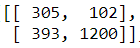 [[ 305,  102],
 [ 393, 1200]]